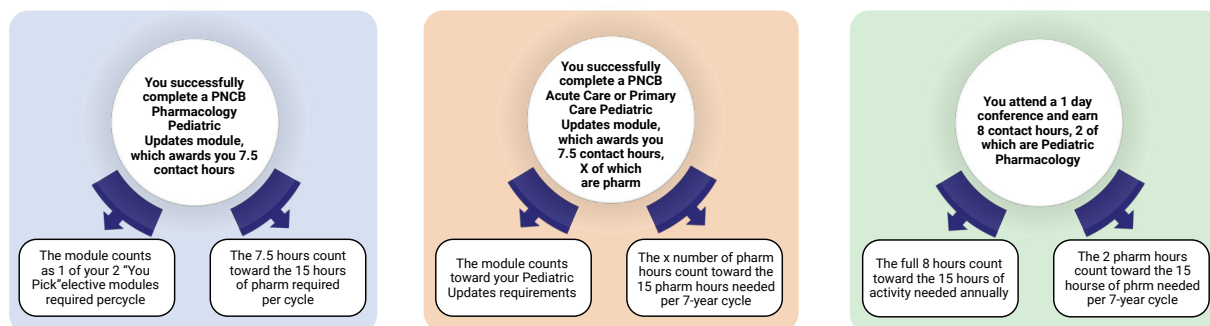 You successfully
complete a PNCB
Pharmacology
Pediatric
Updates module,
which awards you 7.5
contact hours
The module counts
as 1 of your 2 “You
Pick”elective modules
required percycle
The 7.5 hours count
toward the 15 hours
of pharm required
per cycle
You successfully
complete a PNCB
Acute Care or Primary
Care Pediatric
Updates module,
which awards you
7.5 contact hours,
X of which
are pharm
The module counts
toward your Pediatric
Updates requirements
The x number of pharm
hours count toward the
15 pharm hours needed
per 7-year cycle
You attend a 1 day
conference and earn
8 contact hours, 2 of
which are Pediatric
Pharmacology
The full 8 hours count
toward the 15 hours of
activity needed annually
The 2 pharm hours
count toward the 15
hourse of phrm needed
per 7-year cycle